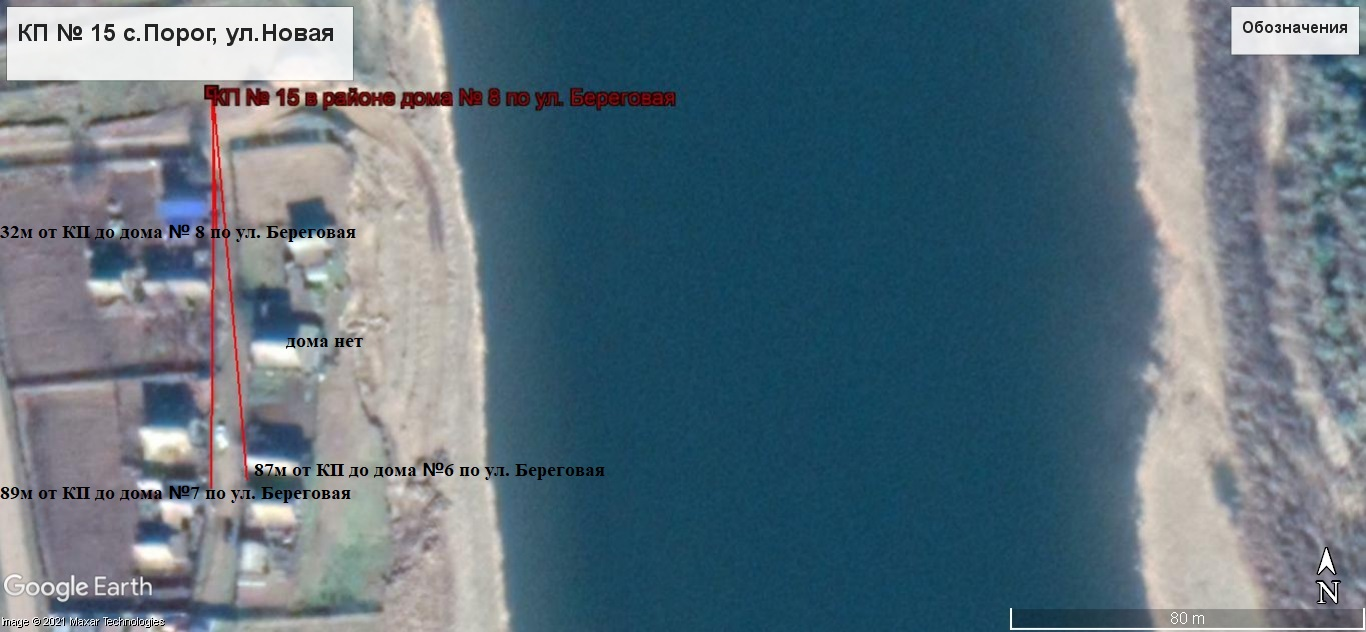 КП № 15 с.Порог, ул.Новая
Обозначения
КП № 15 в районе дома № 8 по ул. Береговая
32м от КП до дома № 8 по ул. Береговая
дома нет
87м от КП до дома №6 по ул. Береговая
89м от КП до дома №7 по ул. Береговая
Google Earth
Image © 2021 Maxar Technologies
N
80 m